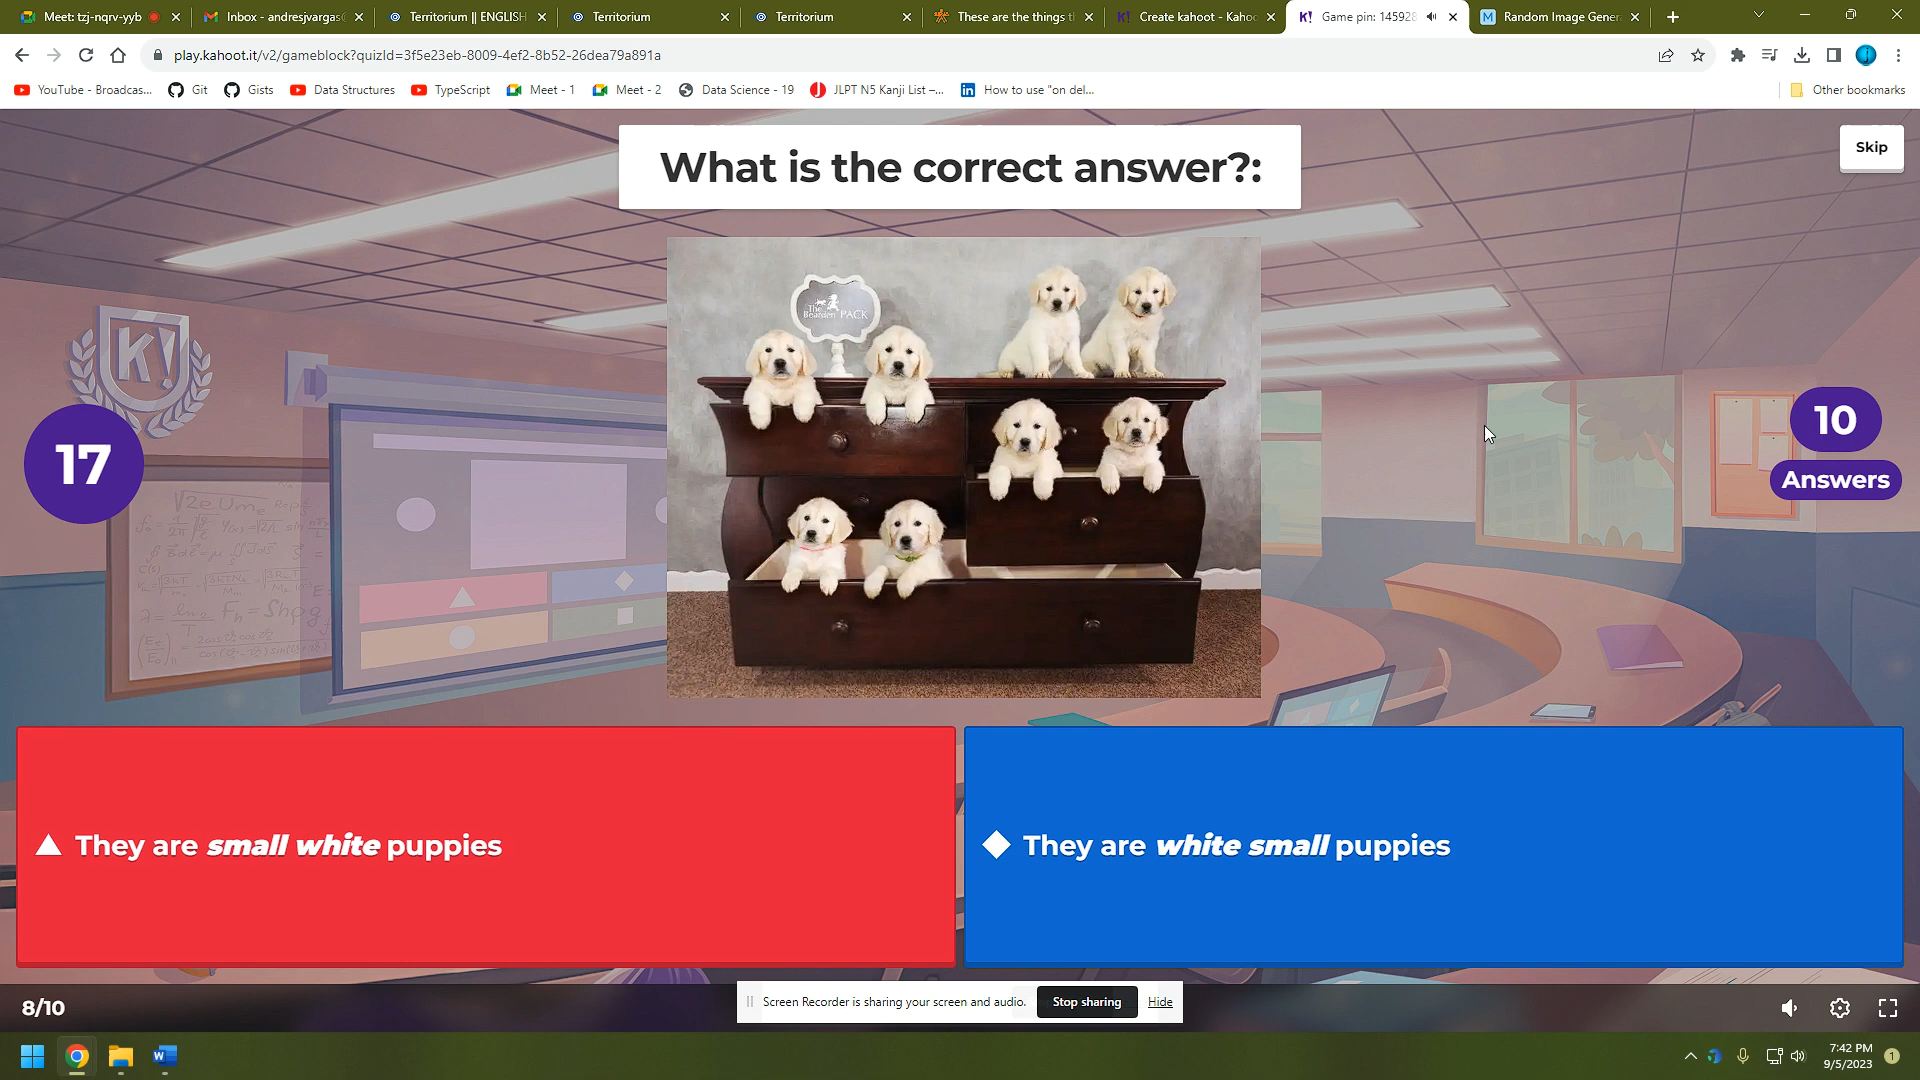 Meet: tzj-nqrv-yyb
Inbox - andresjvargas
Territorium || ENGLISH
Territorium
Territorium
These are the things t
Create kahoot - Kahoo
Game pin: 145928
Random Image Gener
play.kahoot.it/v2/gameblock?quizId=3f5e23eb-8009-4ef2-8b52-26dea79a891a
YouTube - Broadcas...
Git
Gists
Data Structures
TypeScript
Meet - 1
Meet - 2
Data Science - 19
JLPT N5 Kanji List –...
How to use "on del...
Other bookmarks
What is the correct answer?:
Skip
K!
The
Bearden PACK
17
10
Answers
They are small white puppies
They are white small puppies
8/10
Screen Recorder is sharing your screen and audio.
Stop sharing
Hide
7:42 PM
9/5/2023
1